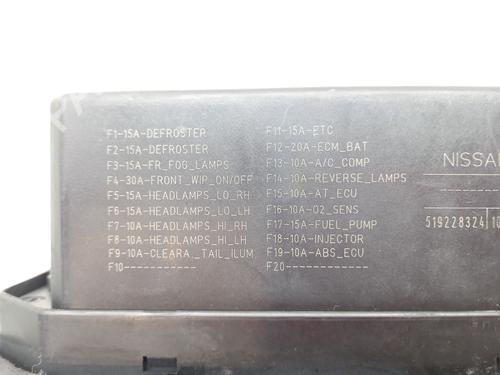 F1-15A-DEFROSTER
F2-15A-DEFROSTER
F3-15A-FR_FOG_LAMPS
F4-30A-FRONT_WIP_ON/OFF
F5-15A-HEADLAMPS_LO_RH
F6-15A-HEADLAMPS_LO_LH
F7-10A-HEADLAMPS_HI_RH
F8-10A-HEADLAMPS_HI_LH
F9-10A-CLEARA._TAIL_ILUM
F10------------
F11-15A-ETC
F12-20A-ECM_BAT
F13-10A-A/C_COMP
F14-10A-REVERSE_LAMPS
F15-10A-AT_ECU
F16-10A-O2_SENS
F17-15A-FUEL_PUMP
F18-10A-INJECTOR
F19-10A-ABS_ECU
F20------------
NISSA
519228324